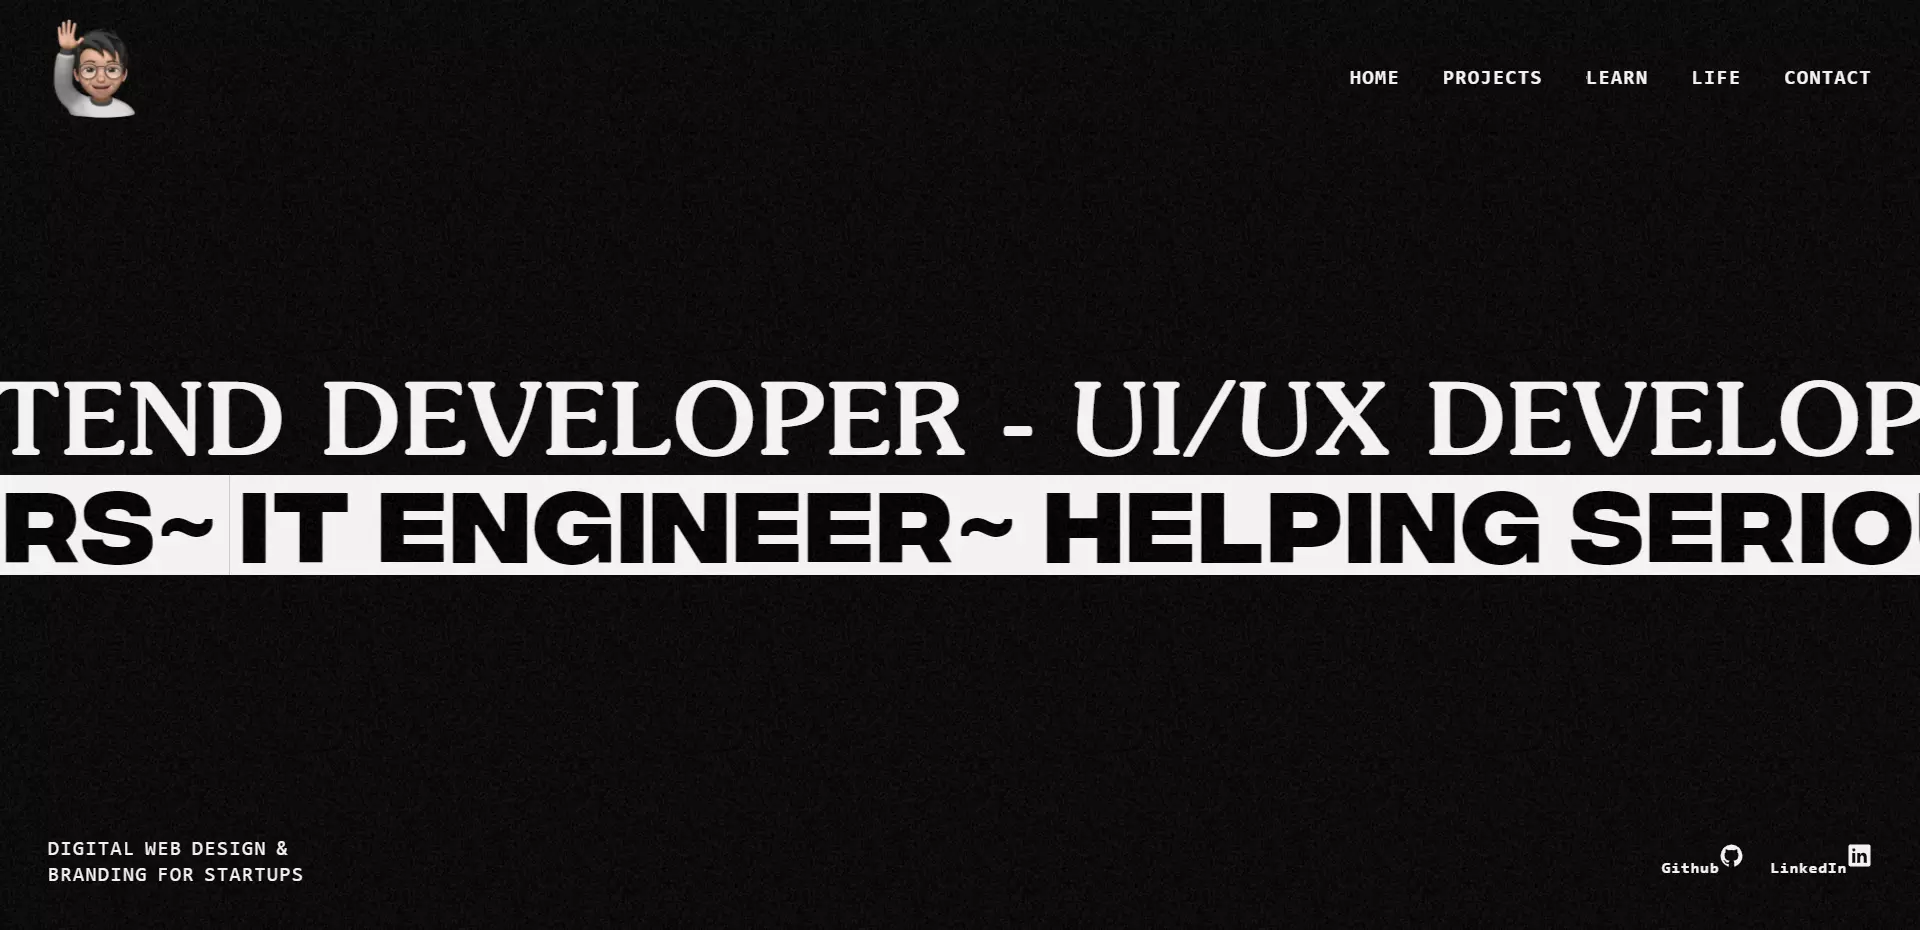 HOME PROJECTS LEARN LIFE CONTACT
TEND DEVELOPER - UI/UX DEVELOP
RS~ IT ENGINEER~ HELPING SERIOU
DIGITAL WEB DESIGN &
BRANDING FOR STARTUPS
Github LinkedIn